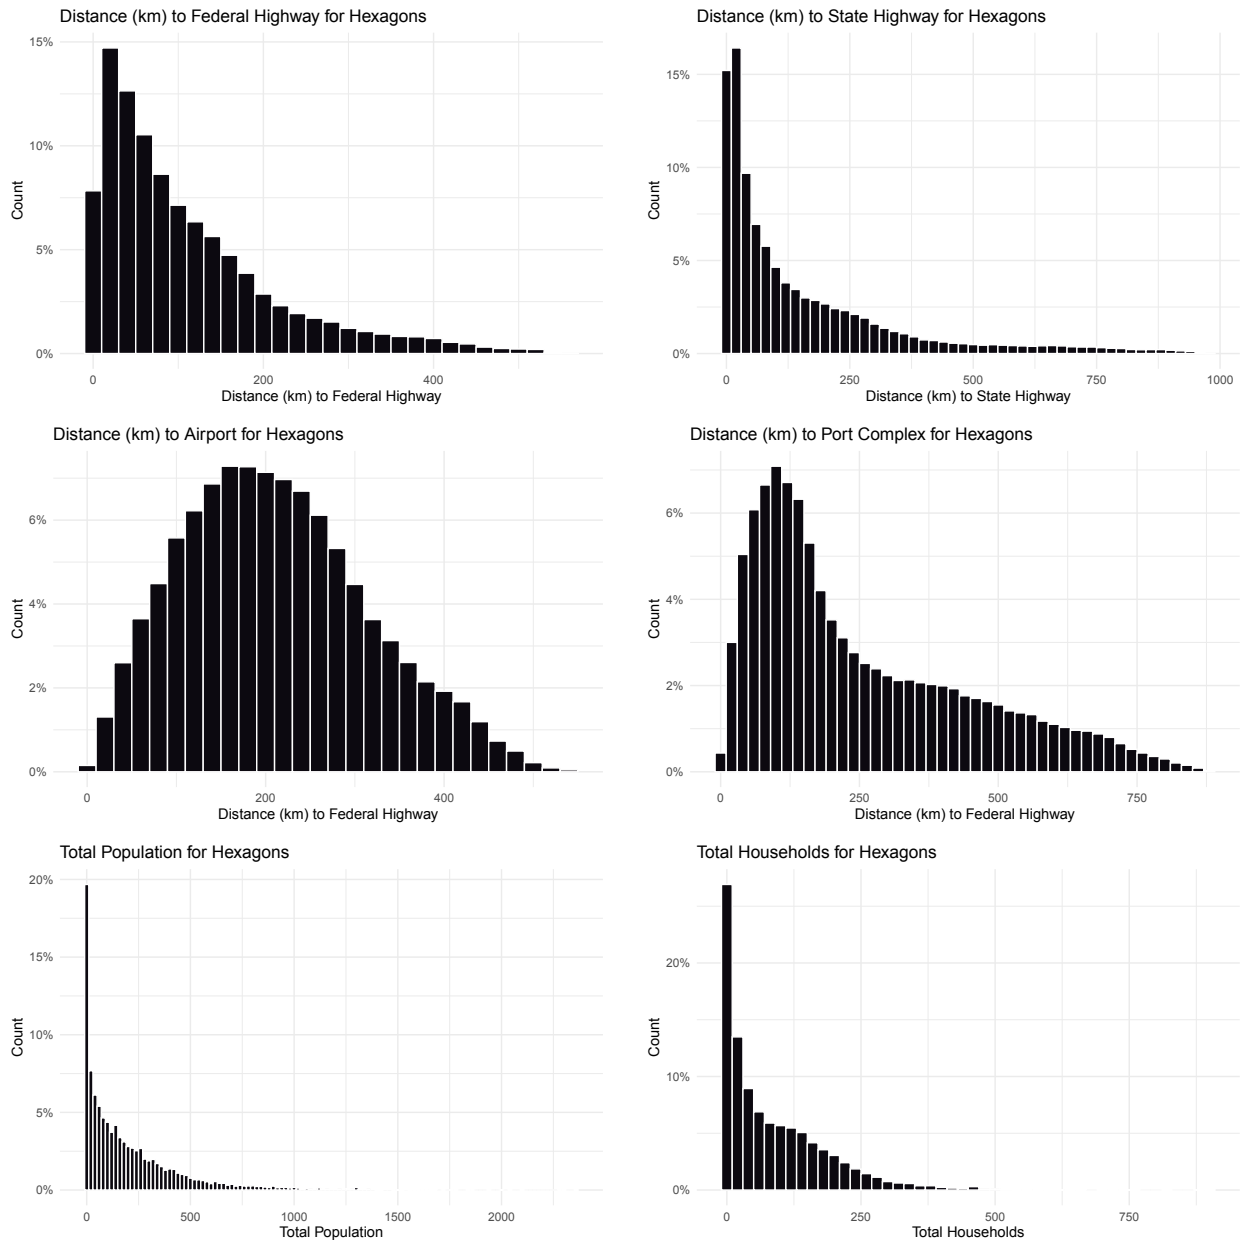 Distance (km) to Federal Highway for Hexagons
15%
10%
5%
0%
Count
0 200 400
Distance (km) to Federal Highway
Distance (km) to State Highway for Hexagons
15%
10%
5%
0%
Count
0 250 500 750 1000
Distance (km) to State Highway
Distance (km) to Airport for Hexagons
6%
4%
2%
0%
Count
0 200 400
Distance (km) to Federal Highway
Distance (km) to Port Complex for Hexagons
6%
4%
2%
0%
Count
0 250 500 750
Distance (km) to Federal Highway
Total Population for Hexagons
20%
15%
10%
5%
0%
Count
0 500 1000 1500 2000
Total Population
Total Households for Hexagons
20%
10%
0%
Count
0 250 500 750
Total Households